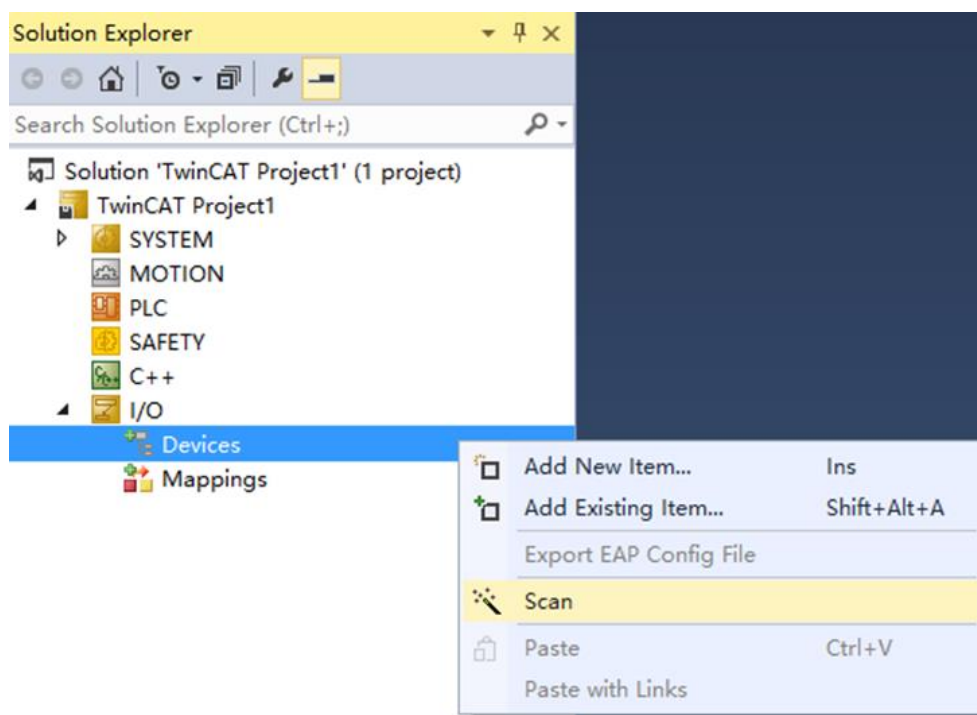 Solution Explorer
Search Solution Explorer (Ctrl+;)
Solution 'TwinCAT Project1' (1 project)
TwinCAT Project1
SYSTEM
MOTION
PLC
SAFETY
C++
I/O
Devices
Mappings
Add New Item... Ins
Add Existing Item... Shift+Alt+A
Export EAP Config File
Scan
Paste Ctrl+V
Paste with Links